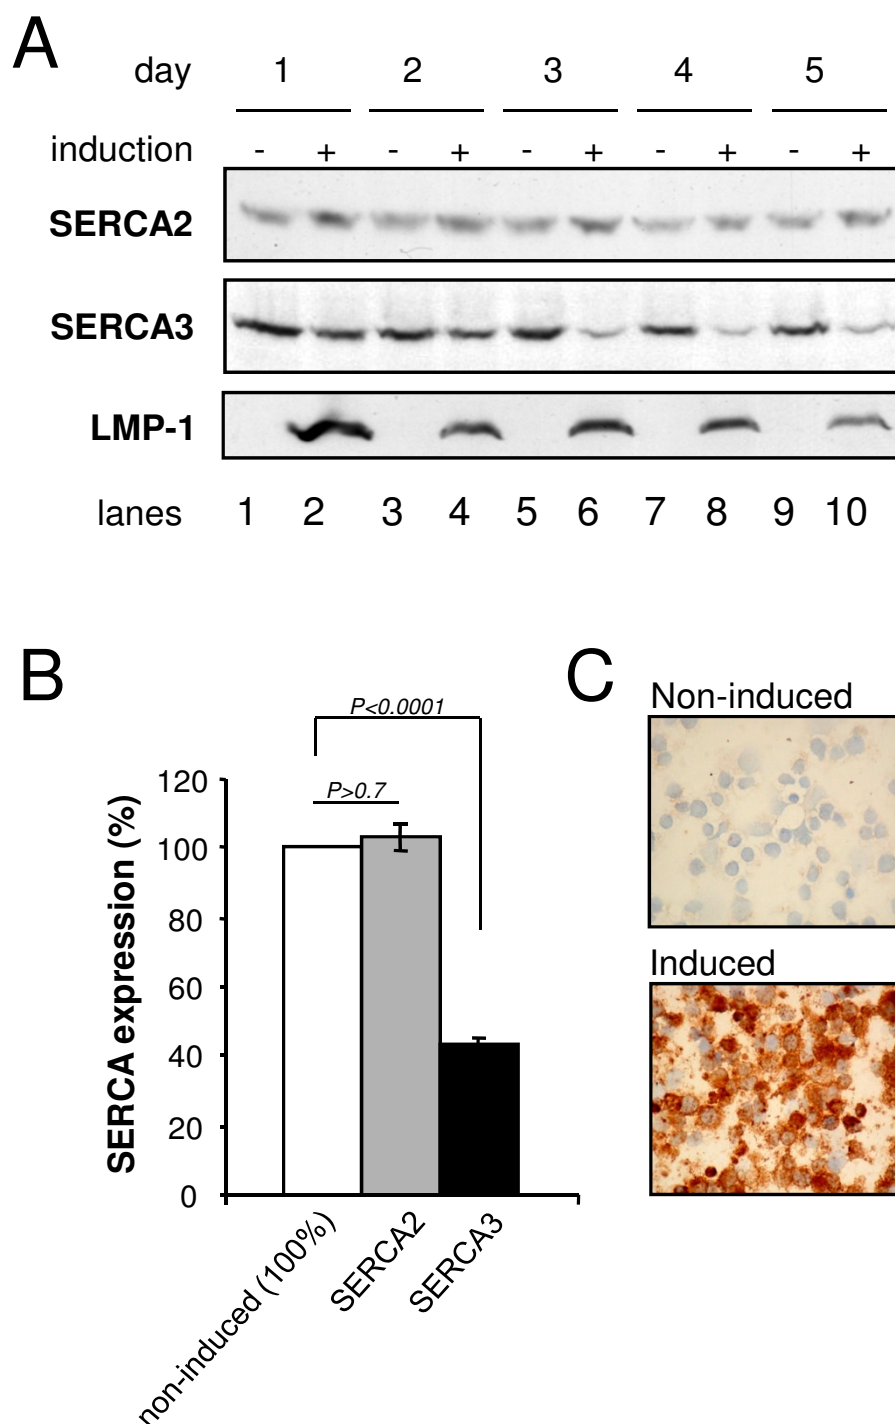 A
day 1 2 3 4 5
induction - + - + - + - + - +
SERCA2
SERCA3
LMP-1
lanes 1 2 3 4 5 6 7 8 9 10
B
P<0.0001
P>0.7
SERCA expression (%)
120
100
80
60
40
20
0
non-induced (100%)
SERCA2
SERCA3
C
Non-induced
Induced